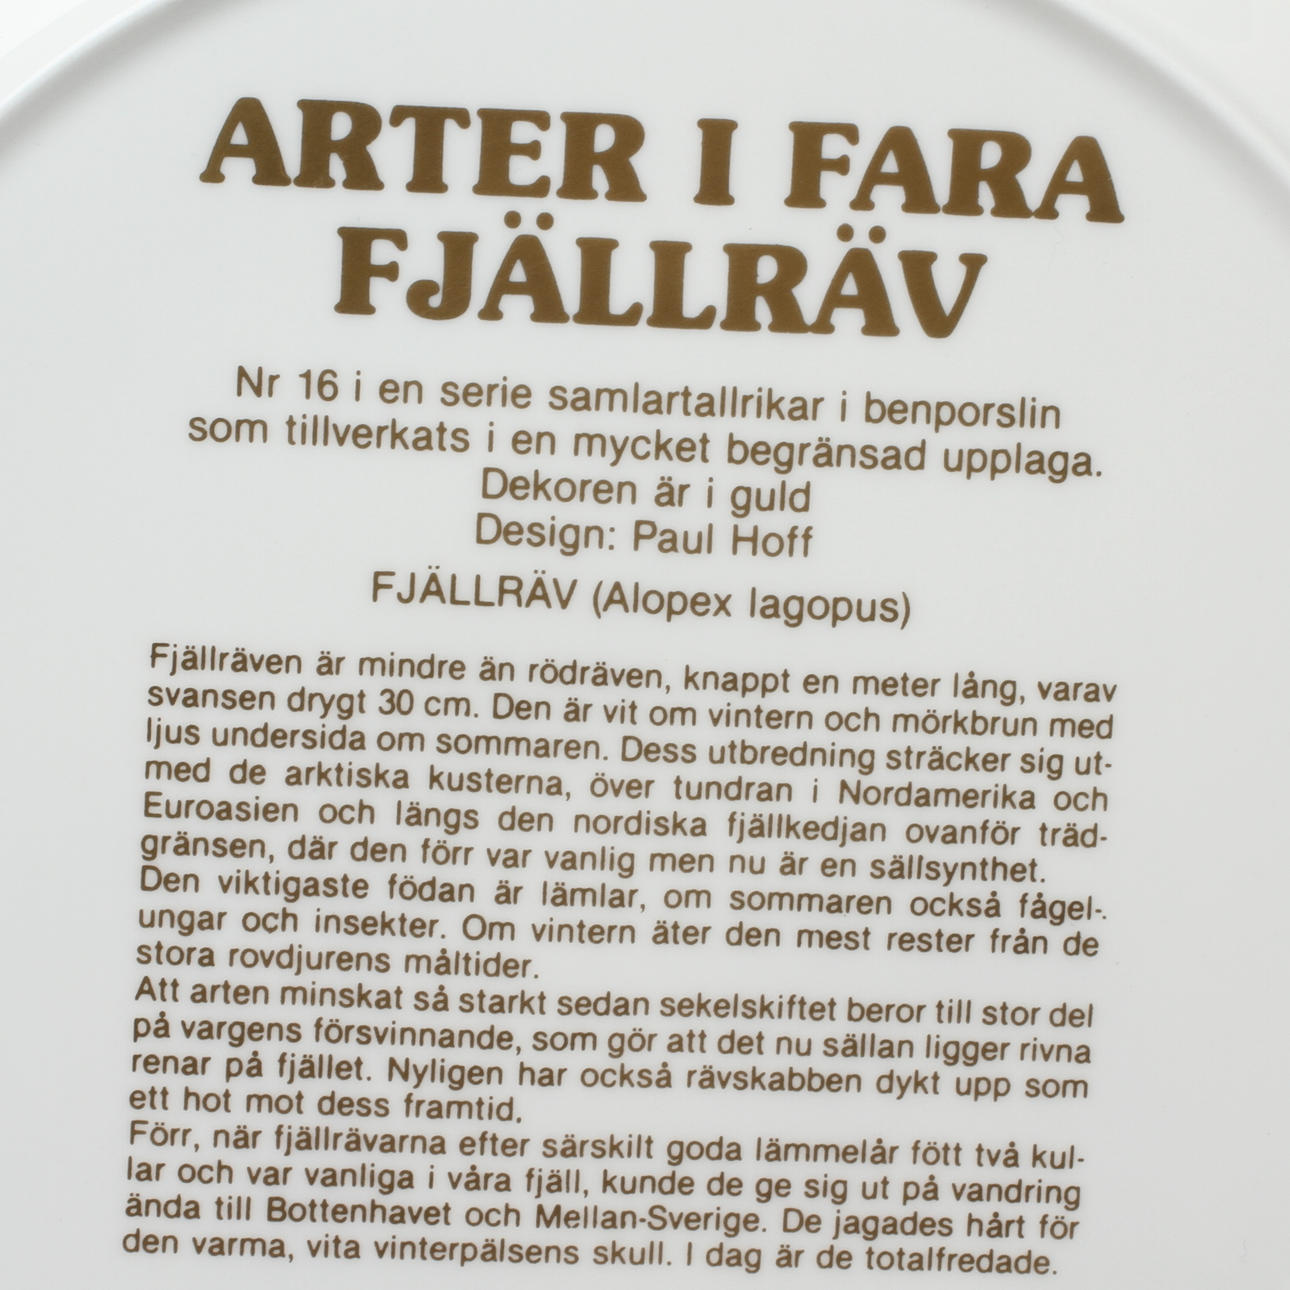 ARTER I FARA
FJÄLLRÄV
Nr 16 i en serie samlartallrikar i benporslin
som tillverkats i en mycket begränsad upplaga.
Dekoren är i guld
Design: Paul Hoff
FJÄLLRÄV (Alopex lagopus)
Fjällräven är mindre än rödräven, knappt en meter lång, varav
svansen drygt 30 cm. Den är vit om vintern och mörkbrun med
ljus undersida om sommaren. Dess utbredning sträcker sig ut-
med de arktiska kusterna, över tundran i Nordamerika och
Euroasien och längs den nordiska fjällkedjan ovanför träd-
gränsen, där den förr var vanlig men nu är en sällsynthet.
Den viktigaste födan är lämlar, om sommaren också fågel-.
ungar och insekter. Om vintern äter den mest rester från de
stora rovdjurens måltider.
Att arten minskat så starkt sedan sekelskiftet beror till stor del
på vargens försvinnande, som gör att det nu sällan ligger rivna
renar på fjället. Nyligen har också rävskabben dykt upp som
ett hot mot dess framtid.
Förr, när fjällrävarna efter särskilt goda lämmelår fött två kul-
lar och var vanliga i våra fjäll, kunde de ge sig ut på vandring
ända till Bottenhavet och Mellan-Sverige. De jagades hårt för
den varma, vita vinterpälsens skull. I dag är de totalfredade.